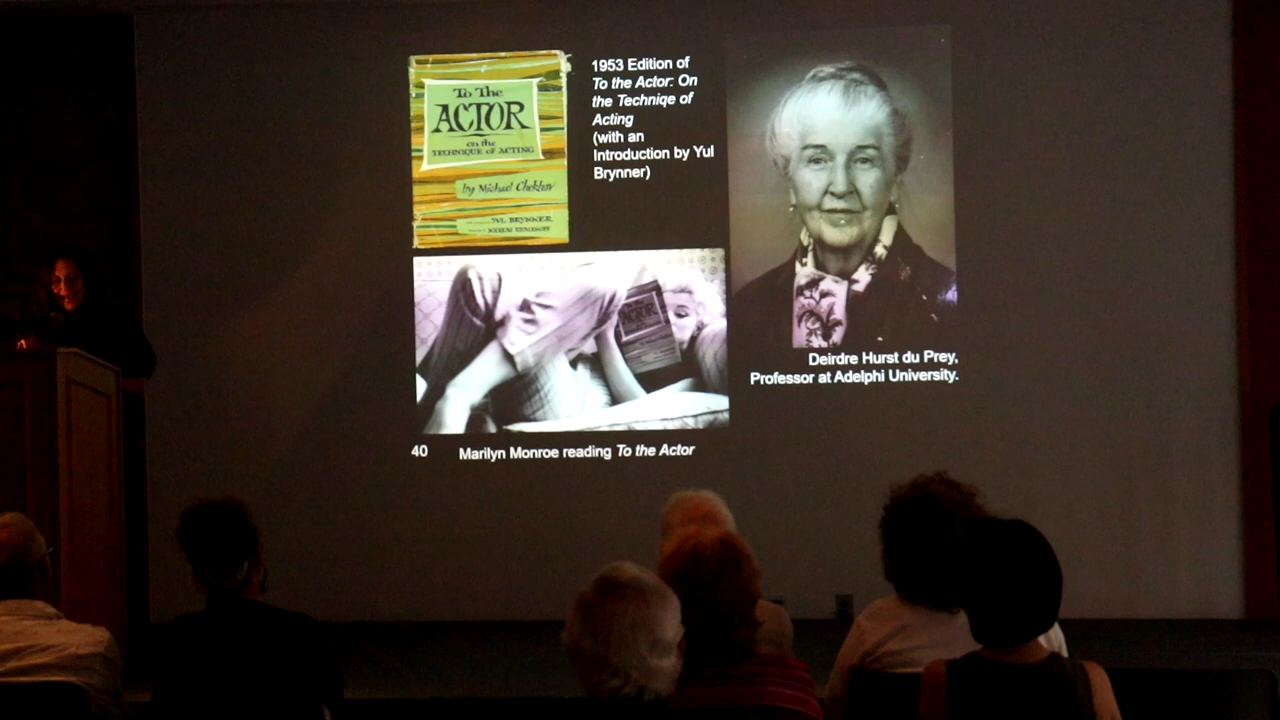 To The
ACTOR
on the
TECHNIQUE OF ACTING
by Michael Chekhov
YUL BRYNNER
1953 Edition of
To the Actor: On
the Techniqe of
Acting
(with an
Introduction by Yul
Brynner)
ACTOR
Deirdre Hurst du Prey,
Professor at Adelphi University.
40
Marilyn Monroe reading To the Actor